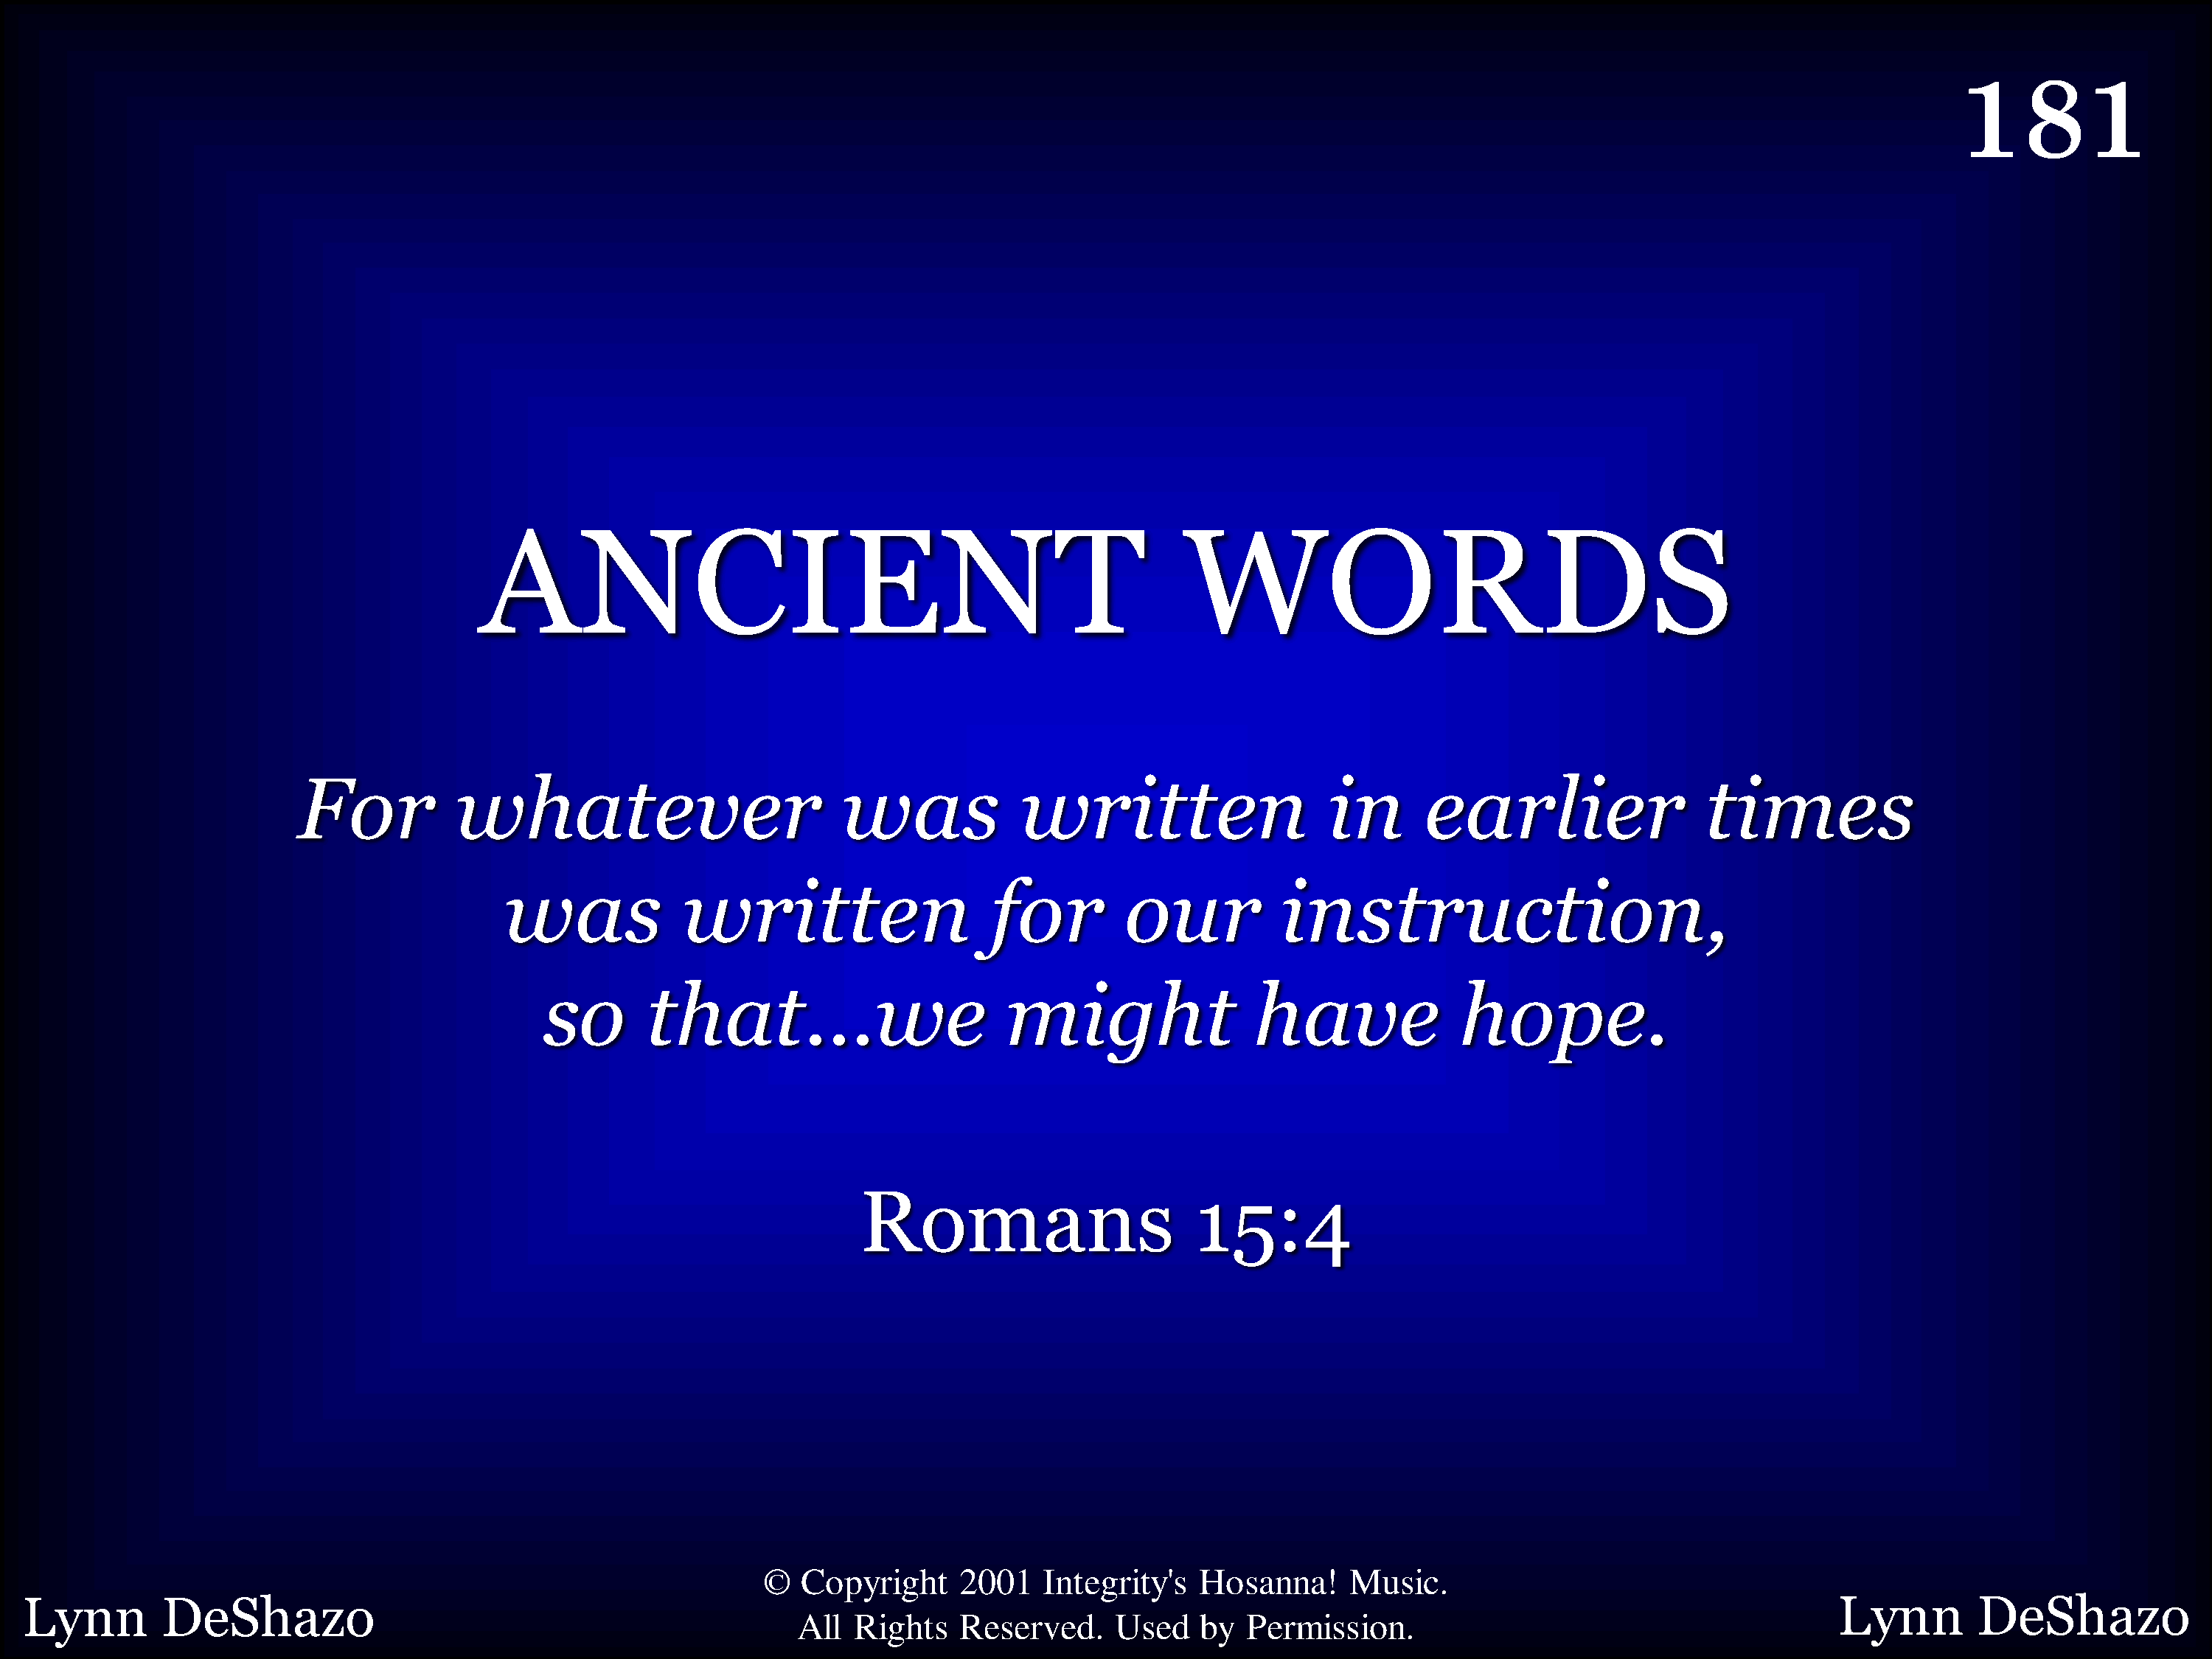 181
ANCIENT WORDS
For whatever was written in earlier times
was written for our instruction,
so that...we might have hope.
Romans 15:4
© Copyright 2001 Integrity's Hosanna! Music.
All Rights Reserved. Used by Permission.
Lynn DeShazo
Lynn DeShazo